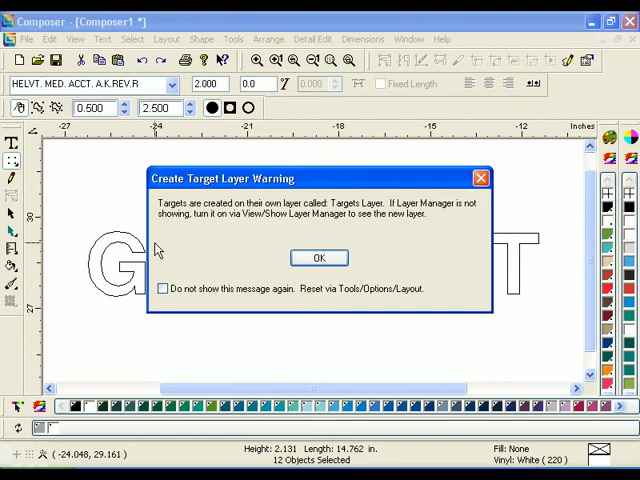 Composer - [Composer1 *]
File Edit View Text Select Layout Shape Tools Arrange Detail Edit Dimensions Window Help
HELVT. MED. ACCT. A.K.REV.R 2.000 0.0 0.000 Fixed Length
0.500 2.500
-27 -24 -21 -18 -15 -12 Inches
30
27
G T
Create Target Layer Warning
Targets are created on their own layer called: Targets Layer. If Layer Manager is not
showing, turn it on via View/Show Layer Manager to see the new layer.
OK
Do not show this message again. Reset via Tools/Options/Layout.
(-24.048, 29.161)
Height: 2.131 Length: 14.762 in.
12 Objects Selected
Fill: None
Vinyl: White ( 220 )